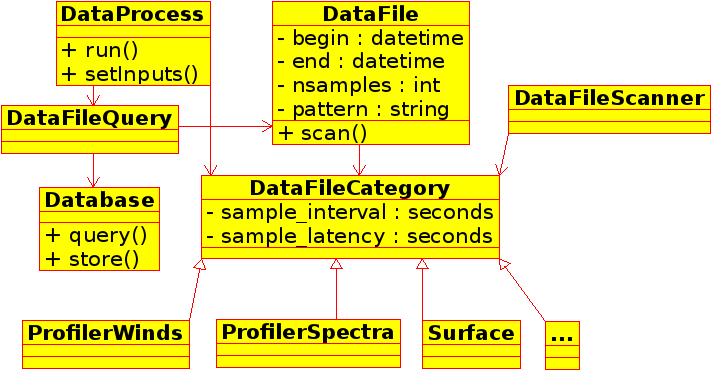 DataProcess
+ run()
+ setInputs()
DataFile
- begin : datetime
- end : datetime
- nsamples : int
- pattern : string
+ scan()
DataFileScanner
DataFileQuery
Database
+ query()
+ store()
DataFileCategory
- sample_interval : seconds
- sample_latency : seconds
ProfilerWinds
ProfilerSpectra
Surface
...